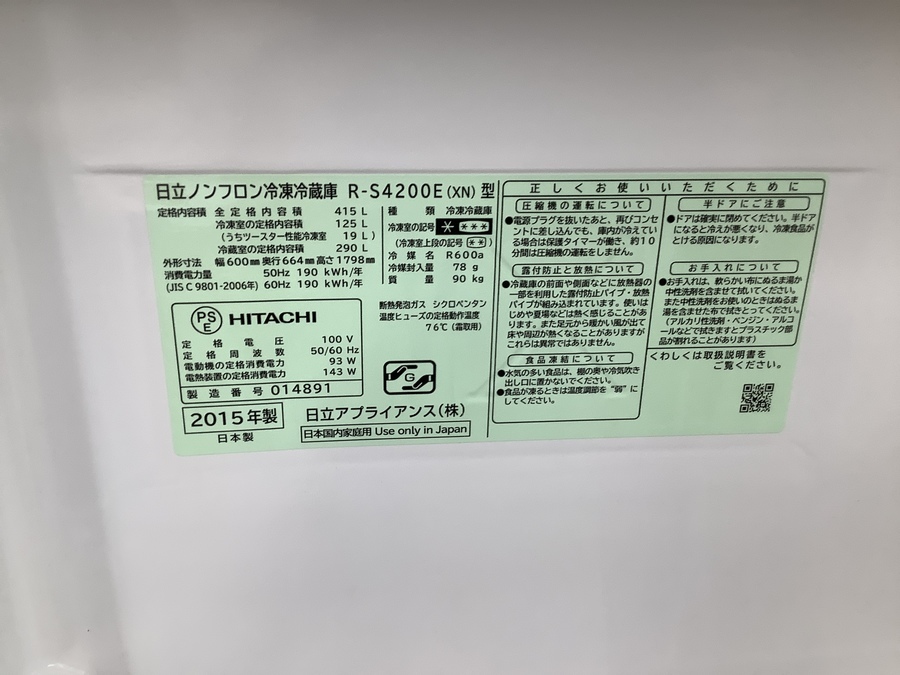 日立ノンフロン冷凍冷蔵庫 R-S4200E(XN)型
定格内容積 全定格内容積 415 L
冷凍室の定格内容積 125 L
(うちツースター性能冷凍室 19 L)
冷蔵室の定格内容積 290 L
外形寸法 幅600mm奥行664mm高さ1798mm
消費電力量 50Hz 190 kWh/年
(JIS C 9801-2006年) 60Hz 190 kWh/年
種類 冷凍冷蔵庫
冷凍室の記号 * ***
(冷凍室上段の記号 **)
冷媒名 R600a
冷媒封入量 78 g
質量 90 kg
断熱発泡ガス シクロペンタン
温度ヒューズの定格動作温度
76℃(霜取用)
PS
E
HITACHI
定格電圧 100 V
定格周波数 50/60 Hz
電動機の定格消費電力 93 W
電熱装置の定格消費電力 143 W
製造番号 014891
2015年製
日本製
G
日立アプライアンス(株)
日本国内家庭用 Use only in Japan
正しくお使いいただくために
圧縮機の運転について
●電源プラグを抜いたあと、再びコンセ
ントに差し込んでも、庫内が冷えてい
る場合は保護タイマーが働き、約10
分間は圧縮機の運転をしません。
露付防止と放熱について
●冷蔵庫の前面や側面などに放熱器の
一部を利用した露付防止パイプ・放熱
パイプが組み込まれています。使いは
じめや夏場などは熱く感じることがあ
ります。また足元から暖かい風が出て
床や周辺が熱くなることがありますが
これらは異常ではありません。
食品凍結について
●水気の多い食品は、棚の奥や冷気吹き
出し口に置かないでください。
●食品が凍るときは温度調節を“弱”に
してください。
半ドアにご注意
●ドアは確実に閉めてください。半ドア
になると冷えが悪くなり、冷凍食品が
とける原因になります。
お手入れについて
●お手入れは、軟らかい布にぬるま湯か
中性洗剤を含ませて拭いてください。
また中性洗剤をお使いのときはぬるま
湯を含ませた布で拭きとってください。
(アルカリ性洗剤・ベンジン・アルコ
ールなどで拭きますとプラスチック部
品が割れることがあります)
くわしくは取扱説明書を
ご覧ください。